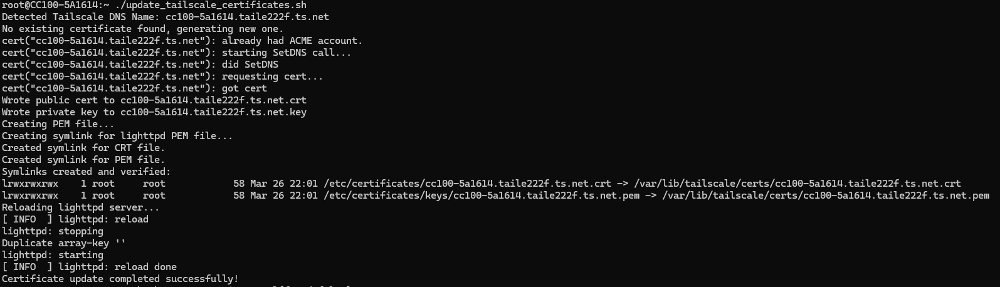 root@CC100-5A1614:~ ./update_tailscale_certificates.sh
Detected Tailscale DNS Name: cc100-5a1614.taile222f.ts.net
No existing certificate found, generating new one.
cert("cc100-5a1614.taile222f.ts.net"): already had ACME account.
cert("cc100-5a1614.taile222f.ts.net"): starting SetDNS call...
cert("cc100-5a1614.taile222f.ts.net"): did SetDNS
cert("cc100-5a1614.taile222f.ts.net"): requesting cert...
cert("cc100-5a1614.taile222f.ts.net"): got cert
Wrote public cert to cc100-5a1614.taile222f.ts.net.crt
Wrote private key to cc100-5a1614.taile222f.ts.net.key
Creating PEM file...
Creating symlink for lighttpd PEM file...
Created symlink for CRT file.
Created symlink for PEM file.
Symlinks created and verified:
lrwxrwxrwx    1 root     root            58 Mar 26 22:01 /etc/certificates/cc100-5a1614.taile222f.ts.net.crt -> /var/lib/tailscale/certs/cc100-5a1614.taile222f.ts.net.crt
lrwxrwxrwx    1 root     root            58 Mar 26 22:01 /etc/certificates/keys/cc100-5a1614.taile222f.ts.net.pem -> /var/lib/tailscale/certs/cc100-5a1614.taile222f.ts.net.pem
Reloading lighttpd server...
[ INFO  ] lighttpd: reload
lighttpd: stopping
Duplicate array-key ''
lighttpd: starting
[ INFO  ] lighttpd: reload done
Certificate update completed successfully!